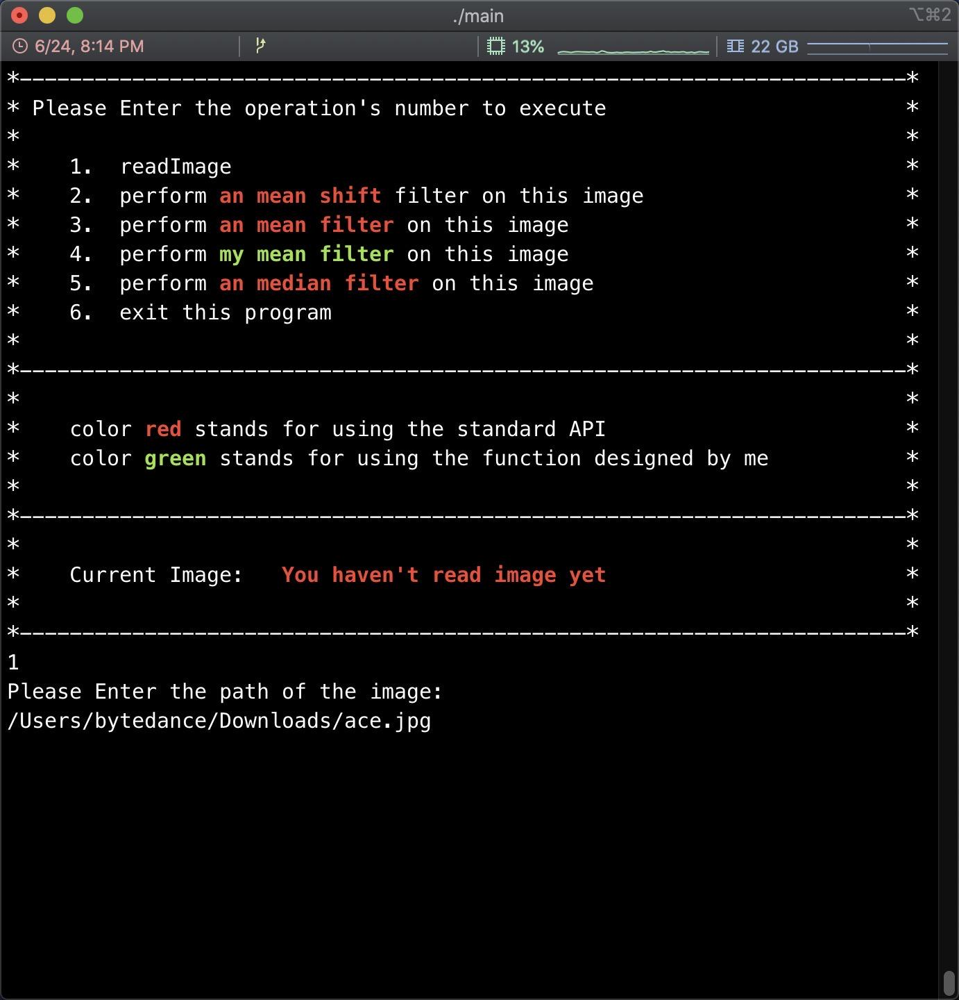 ./main
⌥⌘2
6/24, 8:14 PM 13% 22 GB
*-----------------------------------------------------------------------*
* Please Enter the operation's number to execute *
* *
* 1. readImage *
* 2. perform an mean shift filter on this image *
* 3. perform an mean filter on this image *
* 4. perform my mean filter on this image *
* 5. perform an median filter on this image *
* 6. exit this program *
* *
*-----------------------------------------------------------------------*
* *
* color red stands for using the standard API *
* color green stands for using the function designed by me *
* *
*-----------------------------------------------------------------------*
* *
* Current Image: You haven't read image yet *
* *
*-----------------------------------------------------------------------*
1
Please Enter the path of the image:
/Users/bytedance/Downloads/ace.jpg